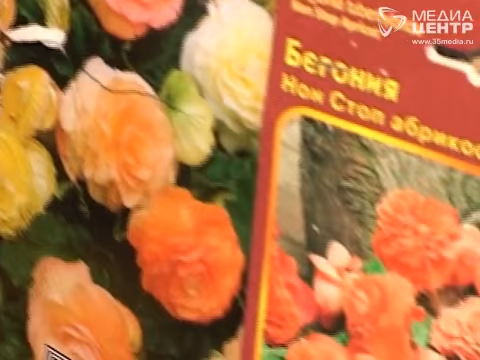 МЕДИА
ЦЕНТР
www.35media.ru
Бегония
Нон Стоп абрикос